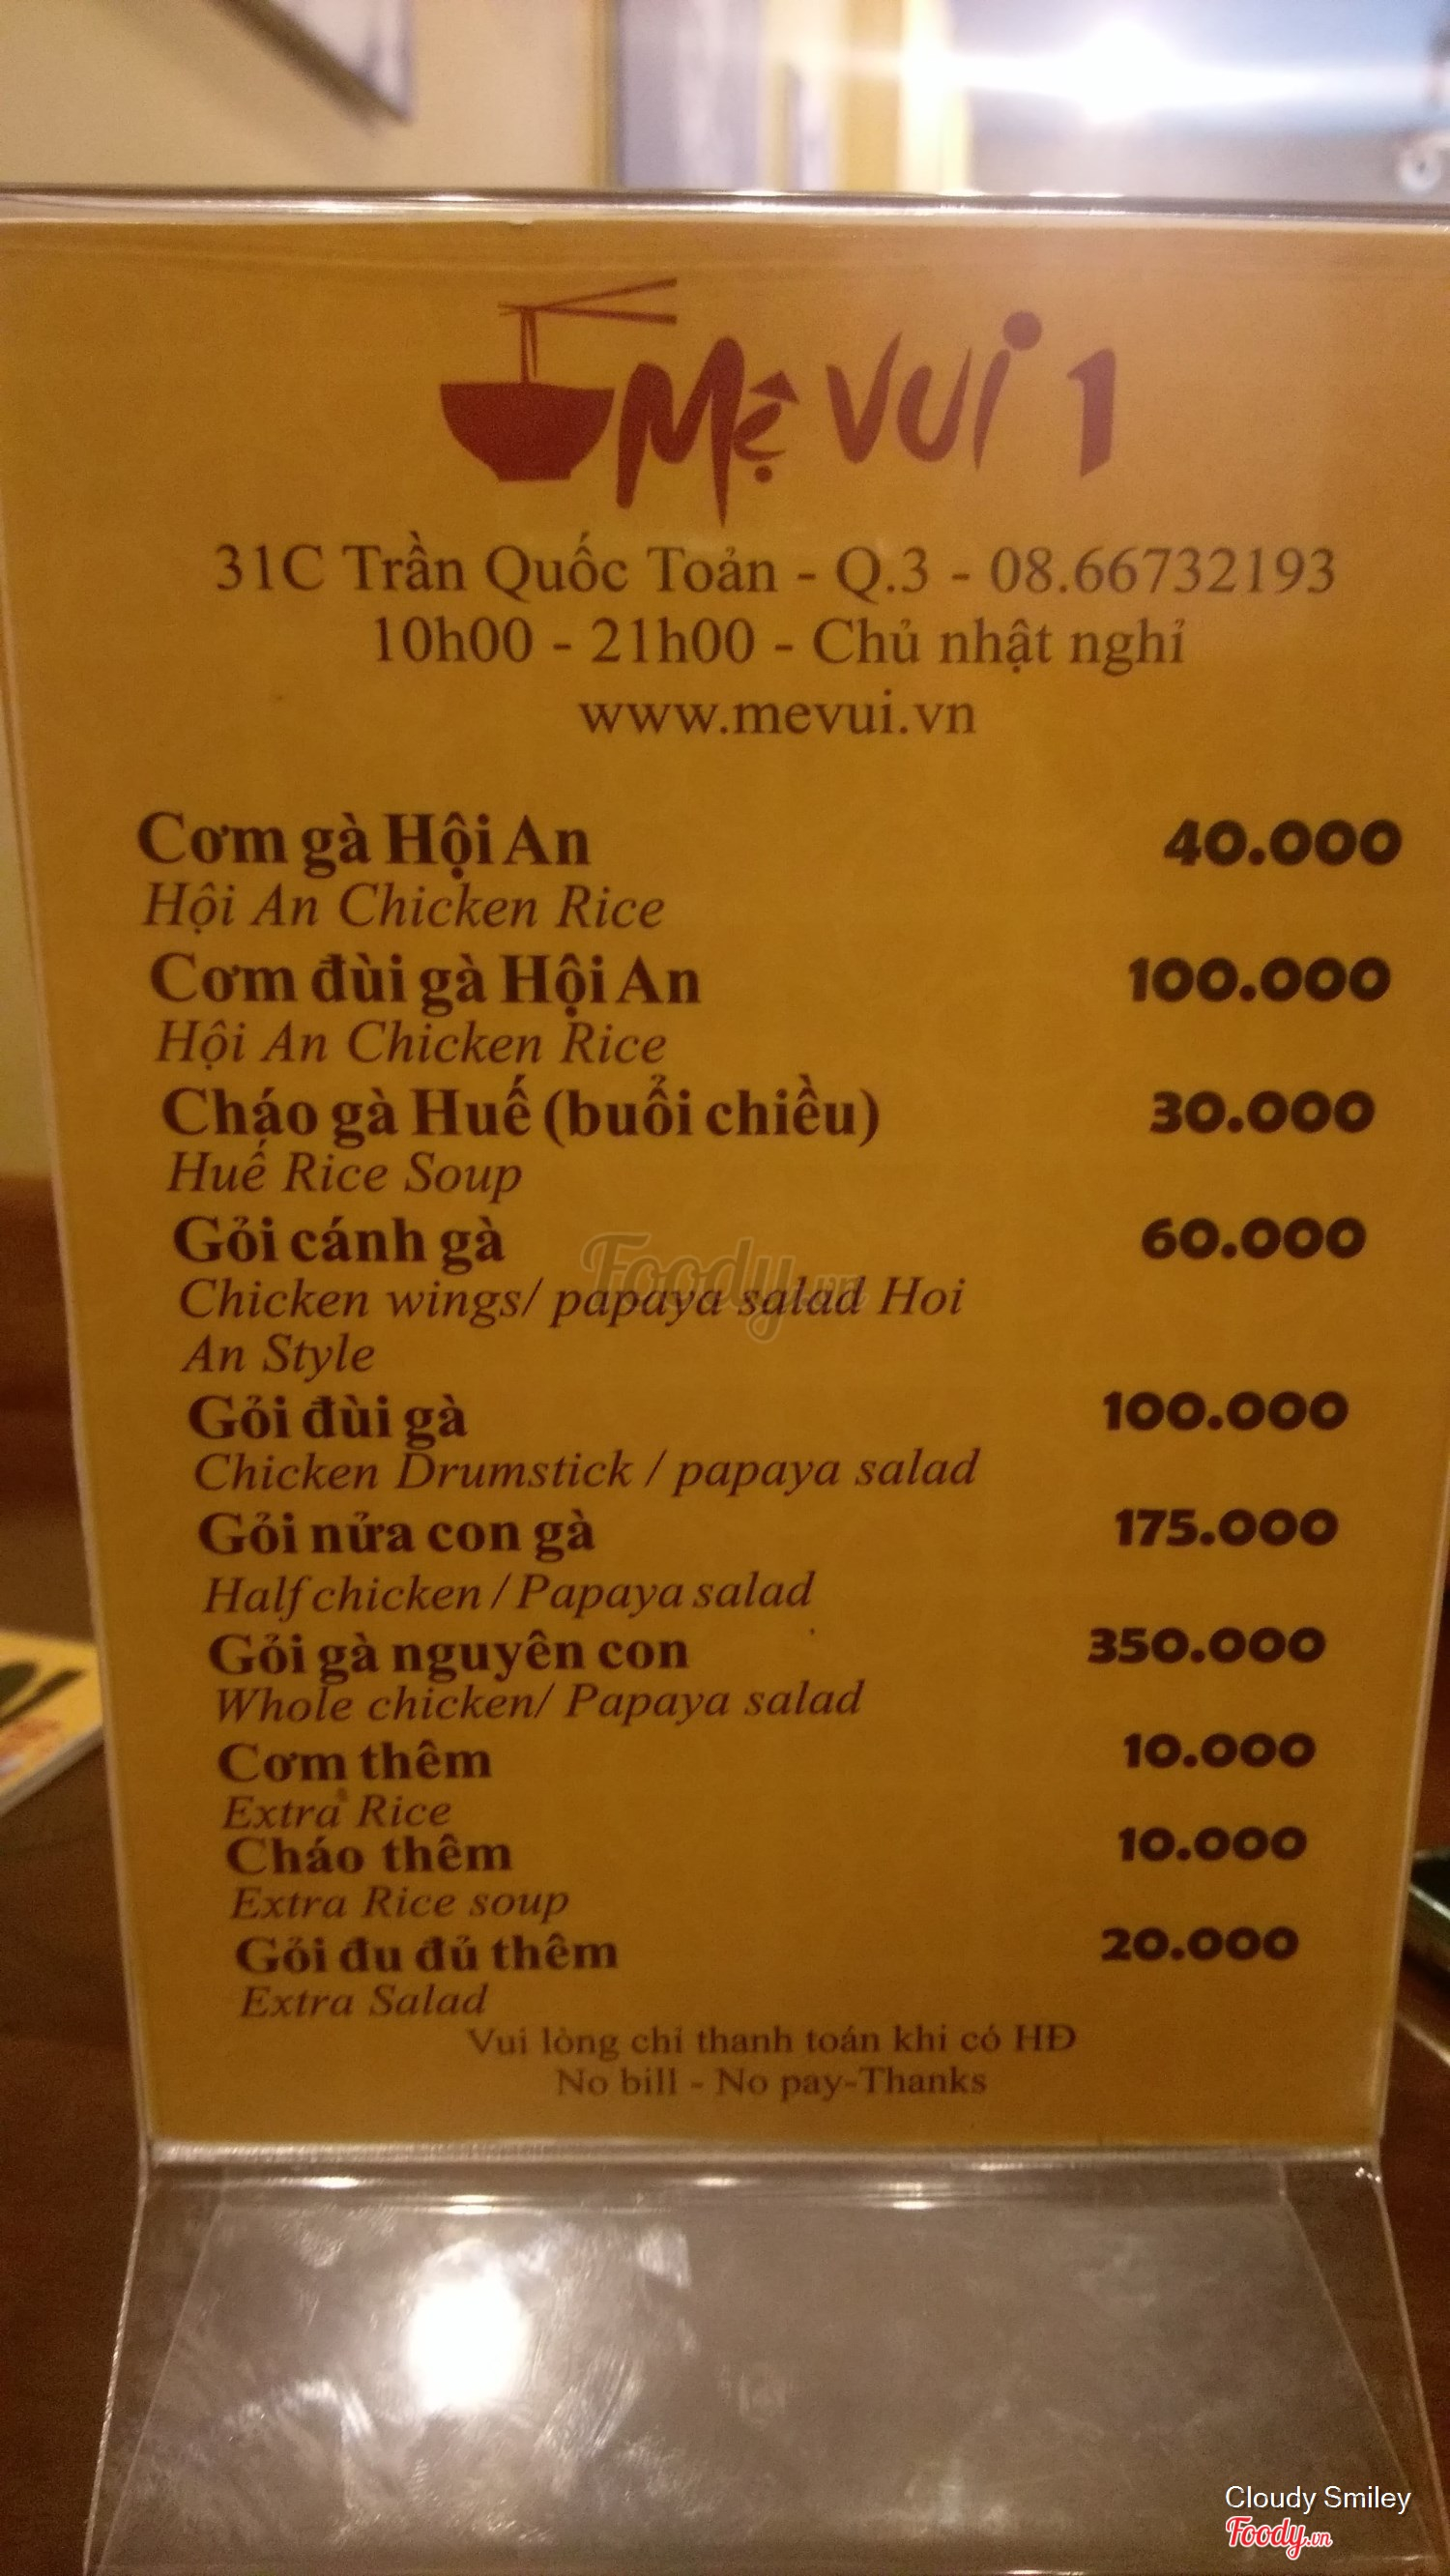 Mệ Vui 1
31C Trần Quốc Toản - Q.3 - 08.66732193
10h00 - 21h00 - Chủ nhật nghỉ
www.mevui.vn
Cơm gà Hội An 40.000
Hội An Chicken Rice
Cơm đùi gà Hội An 100.000
Hội An Chicken Rice
Cháo gà Huế (buổi chiều) 30.000
Huế Rice Soup
Gỏi cánh gà 60.000
Foody.vn
Chicken wings/ papaya salad Hoi
An Style
Gỏi đùi gà 100.000
Chicken Drumstick / papaya salad
Gỏi nửa con gà 175.000
Half chicken / Papaya salad
Gỏi gà nguyên con 350.000
Whole chicken/ Papaya salad
Cơm thêm 10.000
Extra Rice
Cháo thêm 10.000
Extra Rice soup
Gỏi đu đủ thêm 20.000
Extra Salad
Vui lòng chỉ thanh toán khi có HĐ
No bill - No pay-Thanks
Cloudy Smiley
Foody.vn